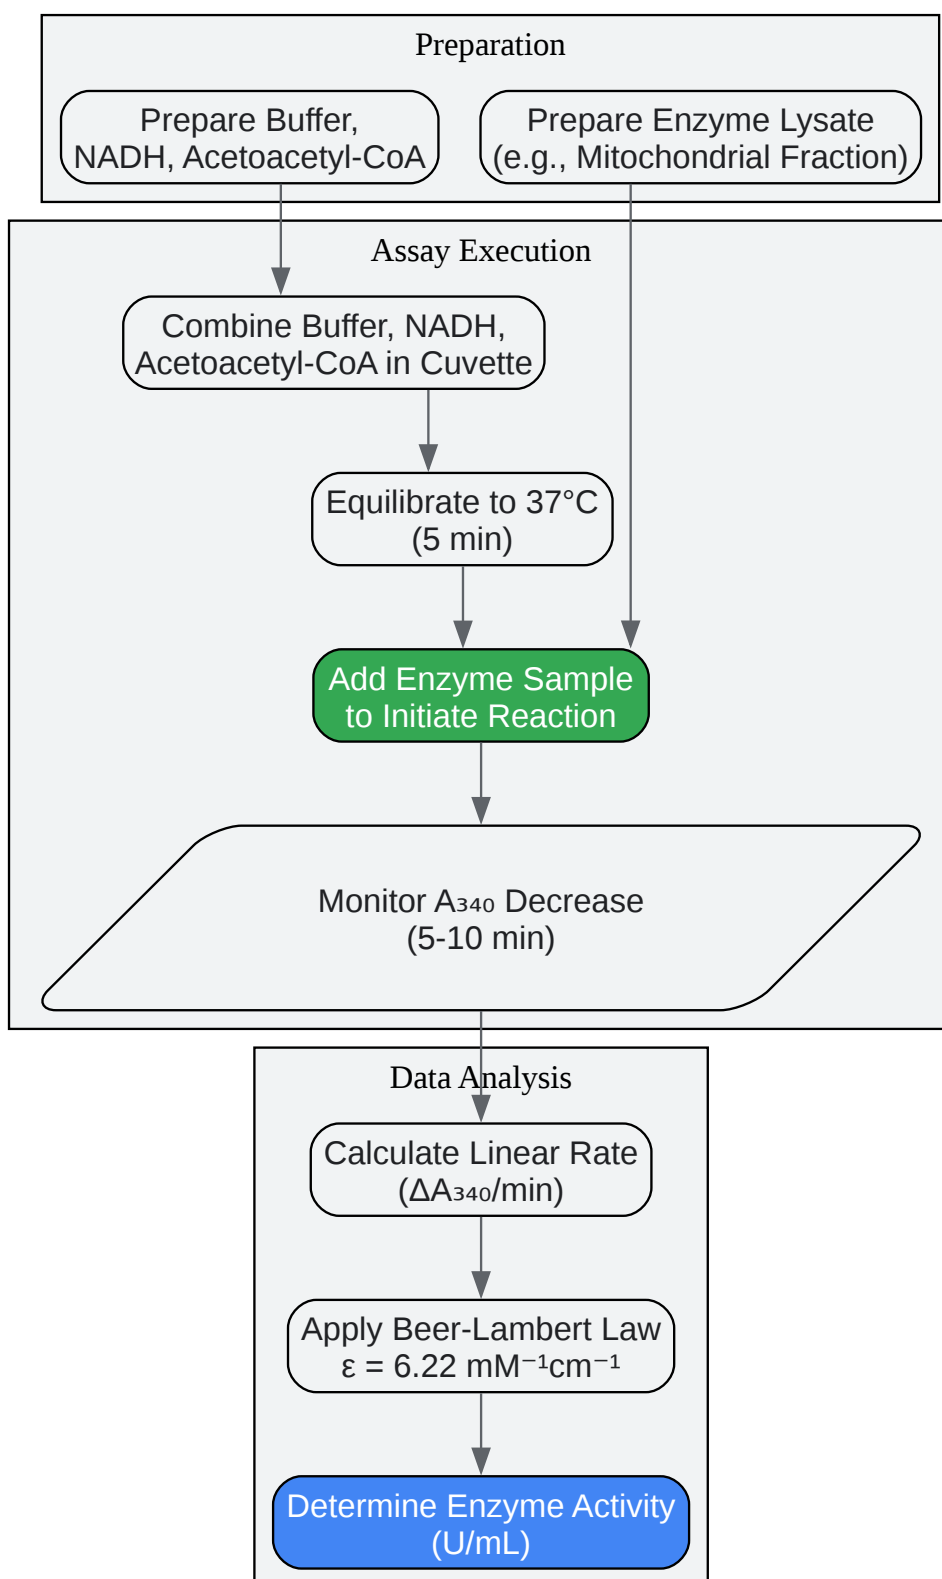 Preparation
Prepare Buffer,
NADH, Acetoacetyl-CoA
Prepare Enzyme Lysate
(e.g., Mitochondrial Fraction)
Assay Execution
Combine Buffer, NADH,
Acetoacetyl-CoA in Cuvette
Equilibrate to 37°C
(5 min)
Add Enzyme Sample
to Initiate Reaction
Monitor A₃₄₀ Decrease
(5-10 min)
Data Analysis
Calculate Linear Rate
(ΔA₃₄₀/min)
Apply Beer-Lambert Law
ε = 6.22 mM⁻¹cm⁻¹
Determine Enzyme Activity
(U/mL)